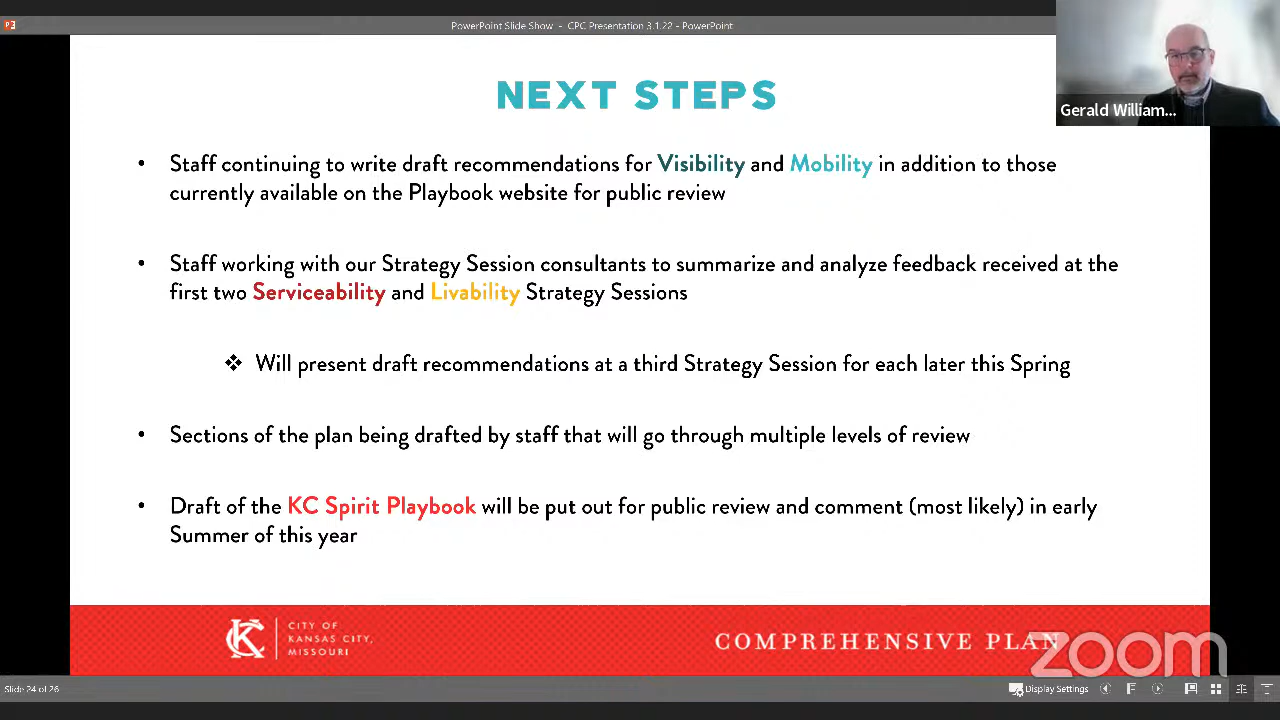 PowerPoint Slide Show - CPC Presentation 3.1.22 - PowerPoint
Gerald William...
NEXT STEPS
• Staff continuing to write draft recommendations for Visibility and Mobility in addition to those
currently available on the Playbook website for public review
• Staff working with our Strategy Session consultants to summarize and analyze feedback received at the
first two Serviceability and Livability Strategy Sessions
❖ Will present draft recommendations at a third Strategy Session for each later this Spring
• Sections of the plan being drafted by staff that will go through multiple levels of review
• Draft of the KC Spirit Playbook will be put out for public review and comment (most likely) in early
Summer of this year
KC
CITY OF
KANSAS CITY,
MISSOURI
COMPREHENSIVE PLAN
zoom
Slide 24 of 26
Display Settings